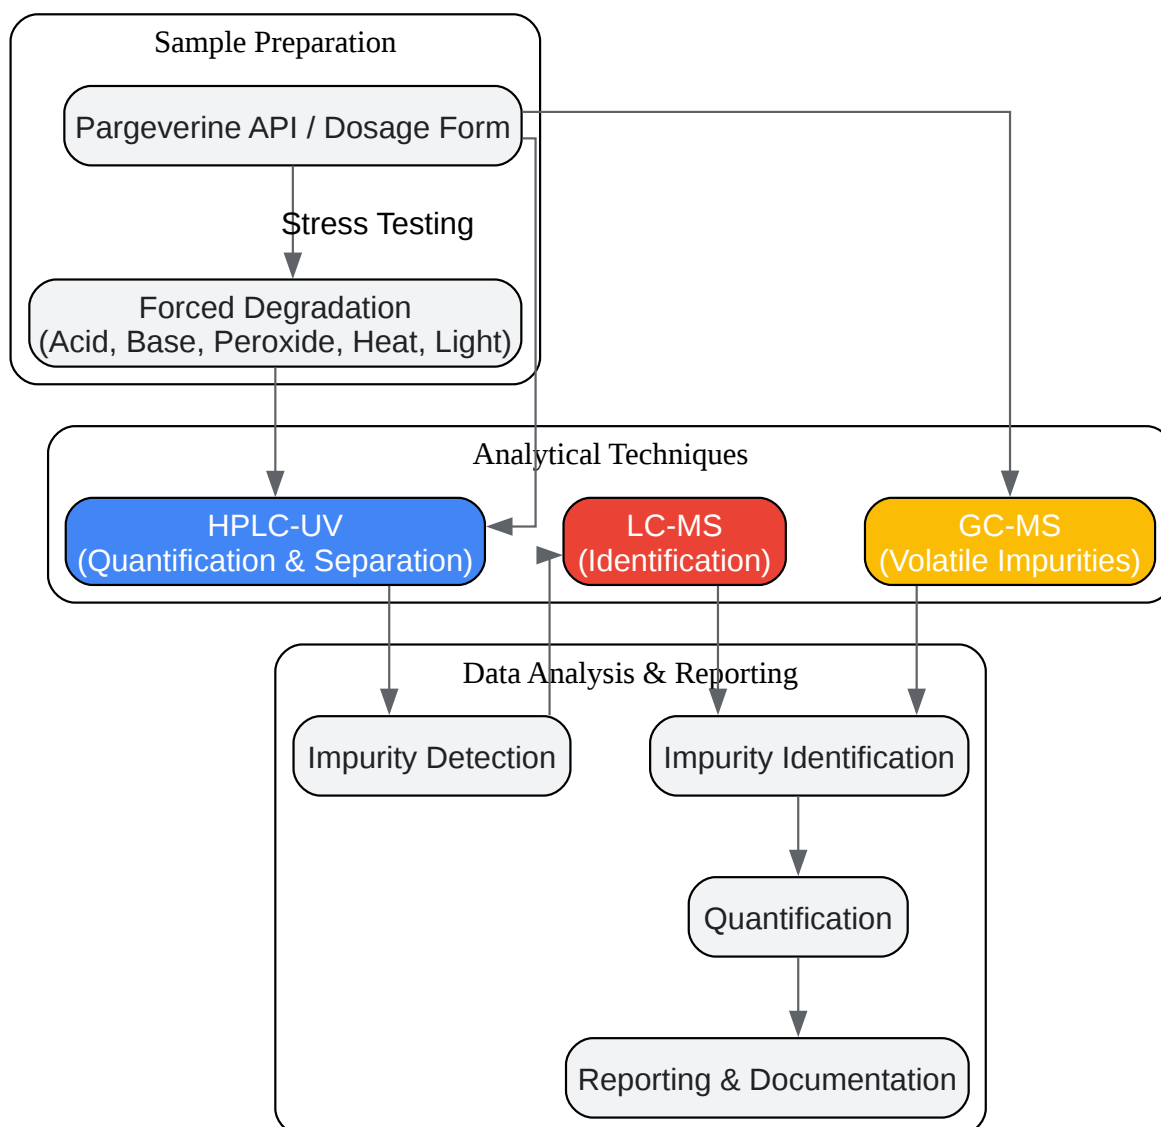 Sample Preparation
Pargeverine API / Dosage Form
Stress Testing
Forced Degradation
(Acid, Base, Peroxide, Heat, Light)
Analytical Techniques
HPLC-UV
(Quantification & Separation)
LC-MS
(Identification)
GC-MS
(Volatile Impurities)
Data Analysis & Reporting
Impurity Detection
Impurity Identification
Quantification
Reporting & Documentation